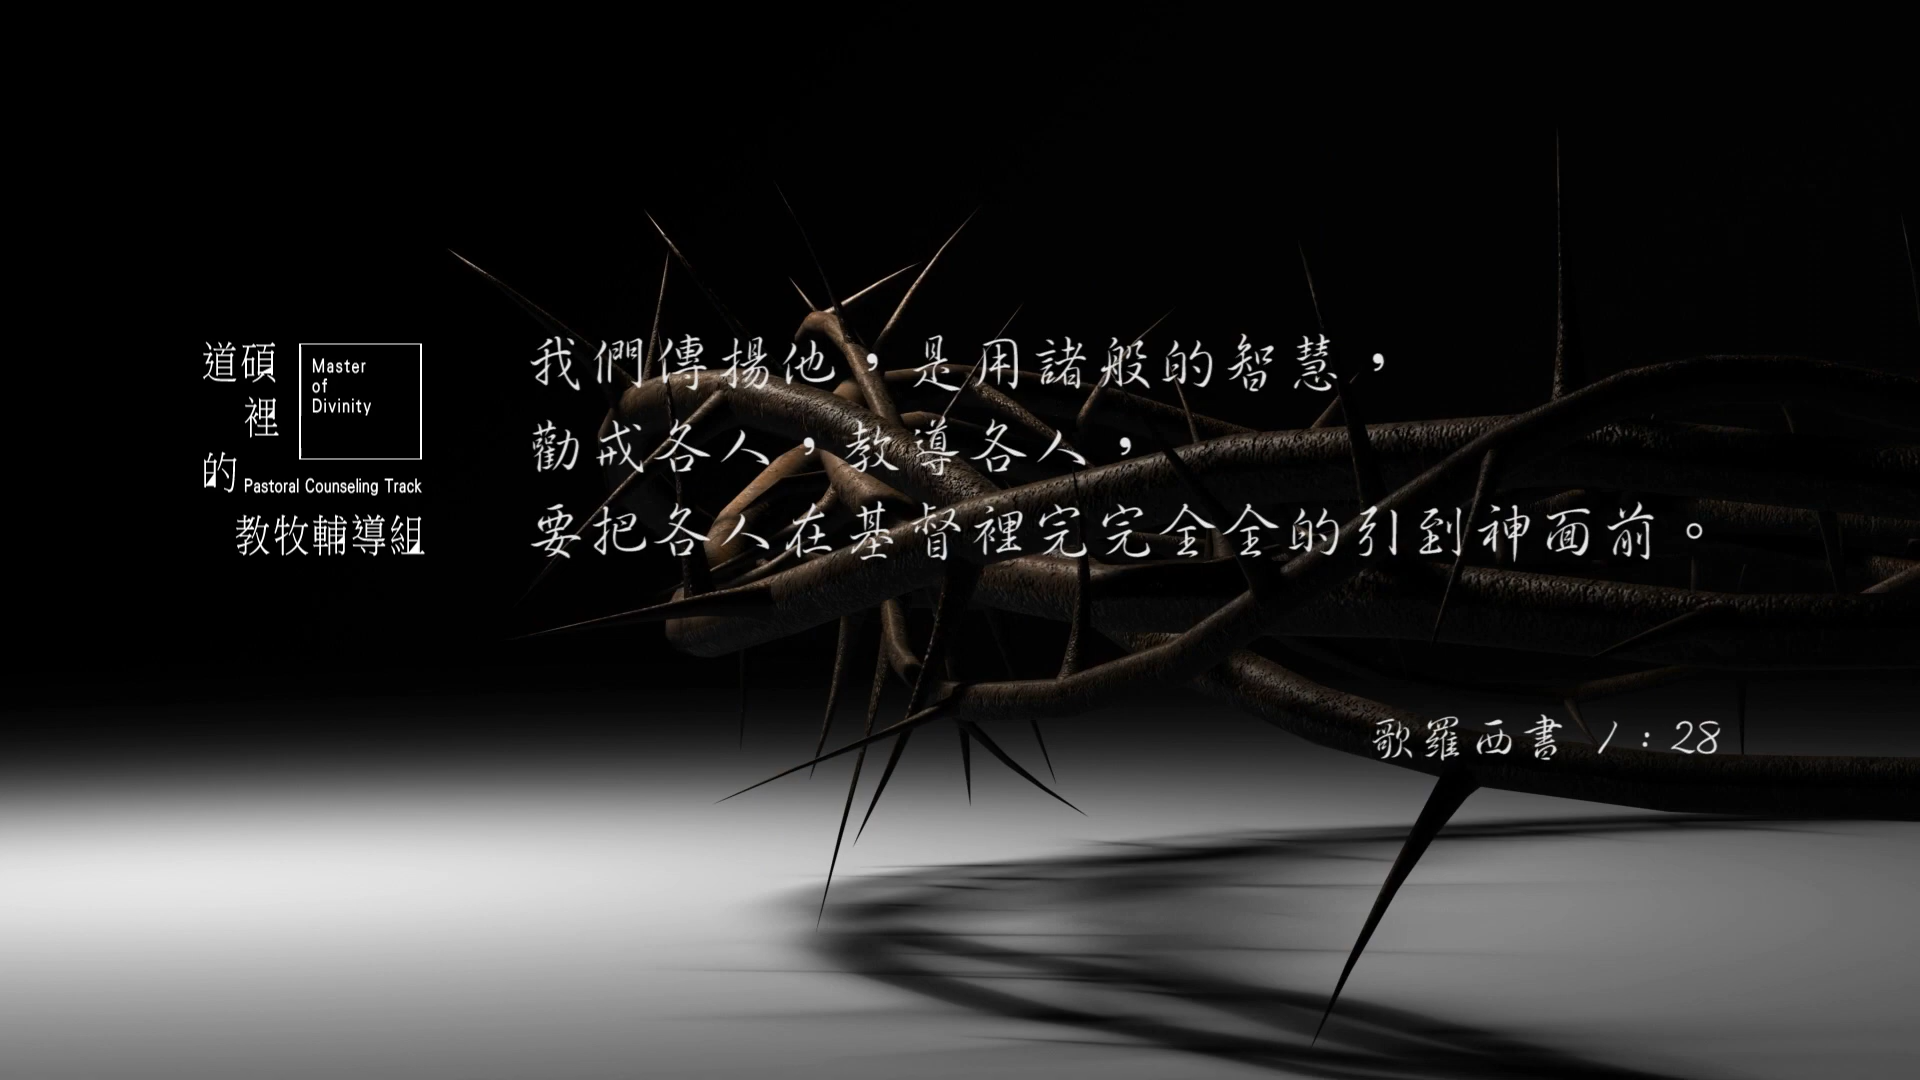 道碩
裡
的
Master
of
Divinity
Pastoral Counseling Track
教牧輔導組
我們傳揚他，是用諸般的智慧，
勸戒各人，教導各人，
要把各人在基督裡完完全全的引到神面前。
歌羅西書 1：28